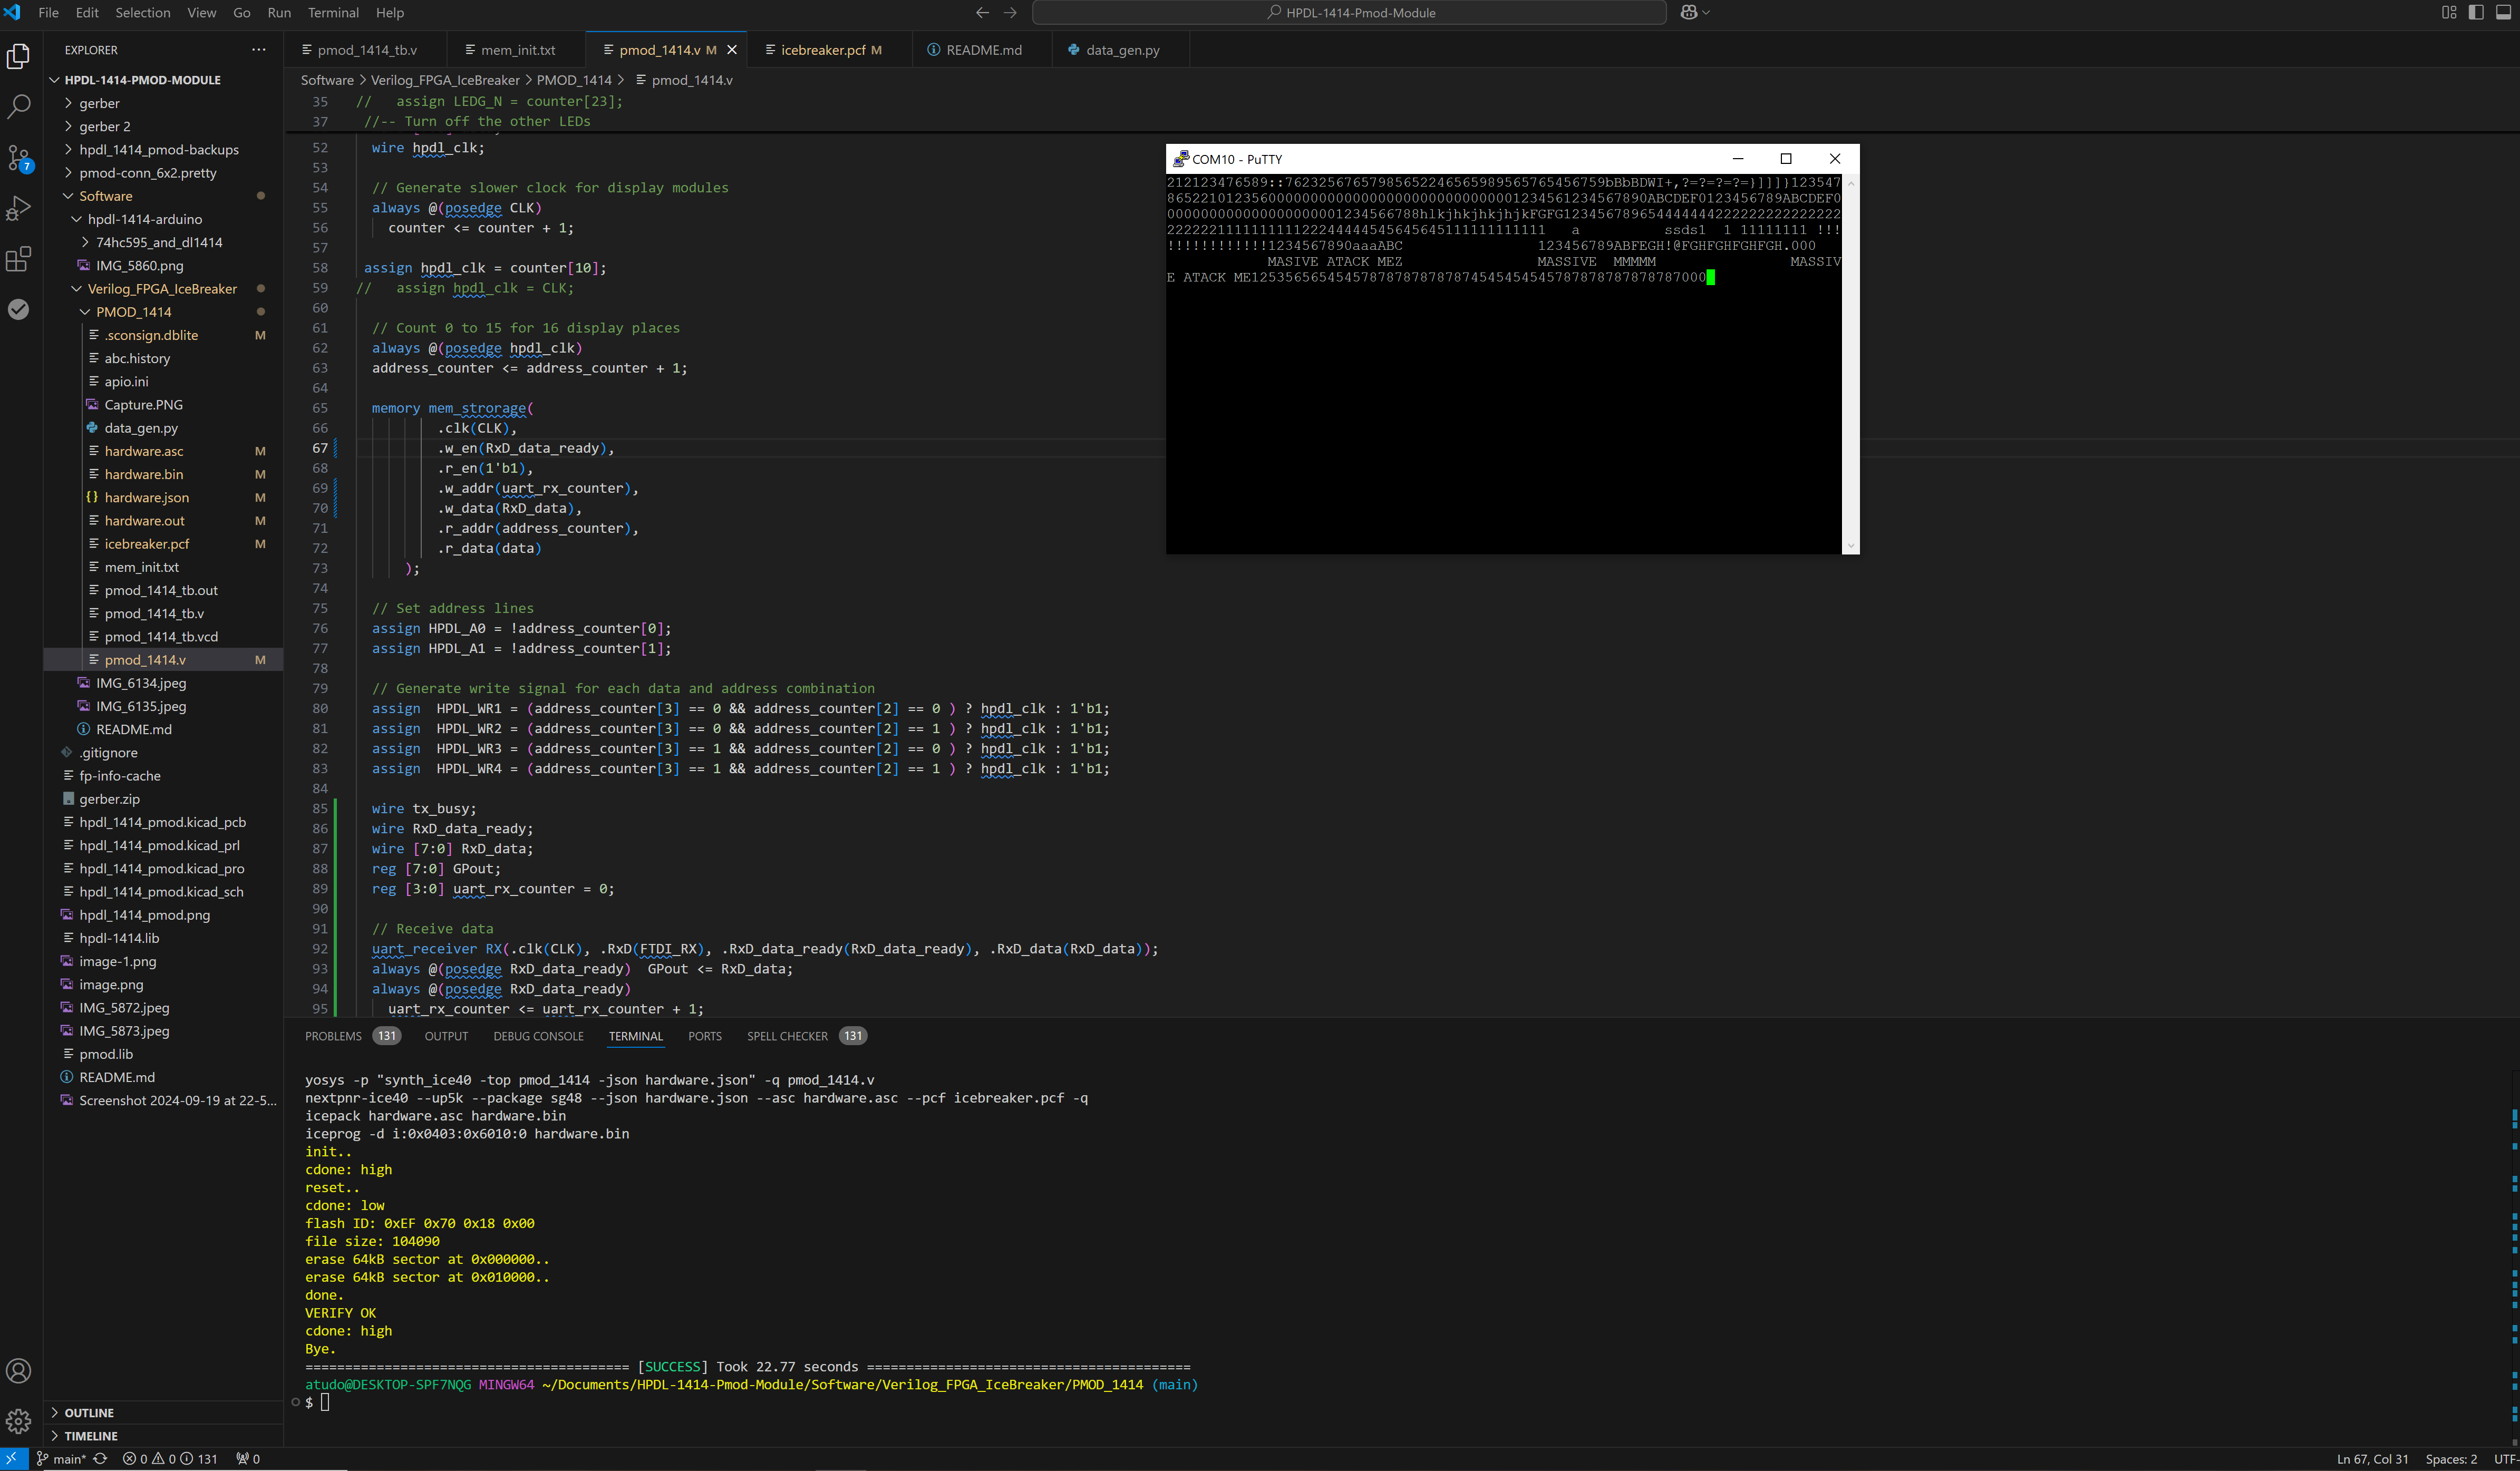 File Edit Selection View Go Run Terminal Help
HPDL-1414-Pmod-Module
EXPLORER
HPDL-1414-PMOD-MODULE
gerber
gerber 2
hpdl_1414_pmod-backups
pmod-conn_6x2.pretty
Software
hpdl-1414-arduino
74hc595_and_dl1414
IMG_5860.png
Verilog_FPGA_IceBreaker
PMOD_1414
.sconsign.dblite M
abc.history
apio.ini
Capture.PNG
data_gen.py
hardware.asc M
hardware.bin M
hardware.json M
hardware.out M
icebreaker.pcf M
mem_init.txt
pmod_1414_tb.out
pmod_1414_tb.v
pmod_1414_tb.vcd
pmod_1414.v M
IMG_6134.jpeg
IMG_6135.jpeg
README.md
.gitignore
fp-info-cache
gerber.zip
hpdl_1414_pmod.kicad_pcb
hpdl_1414_pmod.kicad_prl
hpdl_1414_pmod.kicad_pro
hpdl_1414_pmod.kicad_sch
hpdl_1414_pmod.png
hpdl-1414.lib
image-1.png
image.png
IMG_5872.jpeg
IMG_5873.jpeg
pmod.lib
README.md
Screenshot 2024-09-19 at 22-5...
OUTLINE
TIMELINE
7
pmod_1414_tb.v mem_init.txt pmod_1414.v M icebreaker.pcf M README.md data_gen.py
Software > Verilog_FPGA_IceBreaker > PMOD_1414 > pmod_1414.v
35 //   assign LEDG_N = counter[23];
37 //-- Turn off the other LEDs
52 wire hpdl_clk;
53
54 // Generate slower clock for display modules
55 always @(posedge CLK)
56 counter <= counter + 1;
57
58 assign hpdl_clk = counter[10];
59 //   assign hpdl_clk = CLK;
60
61 // Count 0 to 15 for 16 display places
62 always @(posedge hpdl_clk)
63 address_counter <= address_counter + 1;
64
65 memory mem_strorage(
66 .clk(CLK),
67 .w_en(RxD_data_ready),
68 .r_en(1'b1),
69 .w_addr(uart_rx_counter),
70 .w_data(RxD_data),
71 .r_addr(address_counter),
72 .r_data(data)
73 );
74
75 // Set address lines
76 assign HPDL_A0 = !address_counter[0];
77 assign HPDL_A1 = !address_counter[1];
78
79 // Generate write signal for each data and address combination
80 assign  HPDL_WR1 = (address_counter[3] == 0 && address_counter[2] == 0 ) ? hpdl_clk : 1'b1;
81 assign  HPDL_WR2 = (address_counter[3] == 0 && address_counter[2] == 1 ) ? hpdl_clk : 1'b1;
82 assign  HPDL_WR3 = (address_counter[3] == 1 && address_counter[2] == 0 ) ? hpdl_clk : 1'b1;
83 assign  HPDL_WR4 = (address_counter[3] == 1 && address_counter[2] == 1 ) ? hpdl_clk : 1'b1;
84
85 wire tx_busy;
86 wire RxD_data_ready;
87 wire [7:0] RxD_data;
88 reg [7:0] GPout;
89 reg [3:0] uart_rx_counter = 0;
90
91 // Receive data
92 uart_receiver RX(.clk(CLK), .RxD(FTDI_RX), .RxD_data_ready(RxD_data_ready), .RxD_data(RxD_data));
93 always @(posedge RxD_data_ready)  GPout <= RxD_data;
94 always @(posedge RxD_data_ready)
95 uart_rx_counter <= uart_rx_counter + 1;
COM10 - PuTTY
!!!!!!!!!!!!!1234567890aaaABC 123456789ABFEGH!@FGHFGHFGHFGH.000
MASIVE ATACK MEZ MASSIVE MMMMM MASSIV
PROBLEMS 131 OUTPUT DEBUG CONSOLE TERMINAL PORTS SPELL CHECKER 131
yosys -p "synth_ice40 -top pmod_1414 -json hardware.json" -q pmod_1414.v
nextpnr-ice40 --up5k --package sg48 --json hardware.json --asc hardware.asc --pcf icebreaker.pcf -q
icepack hardware.asc hardware.bin
iceprog -d i:0x0403:0x6010:0 hardware.bin
init..
cdone: high
reset..
cdone: low
flash ID: 0xEF 0x70 0x18 0x00
file size: 104090
erase 64kB sector at 0x000000..
erase 64kB sector at 0x010000..
done.
VERIFY OK
cdone: high
Bye.
========================================= [SUCCESS] Took 22.77 seconds =========================================
atudo@DESKTOP-SPF7NQG MINGW64 ~/Documents/HPDL-1414-Pmod-Module/Software/Verilog_FPGA_IceBreaker/PMOD_1414 (main)
$
main* 0 0 131 0 Ln 67, Col 31 Spaces: 2 UTF-